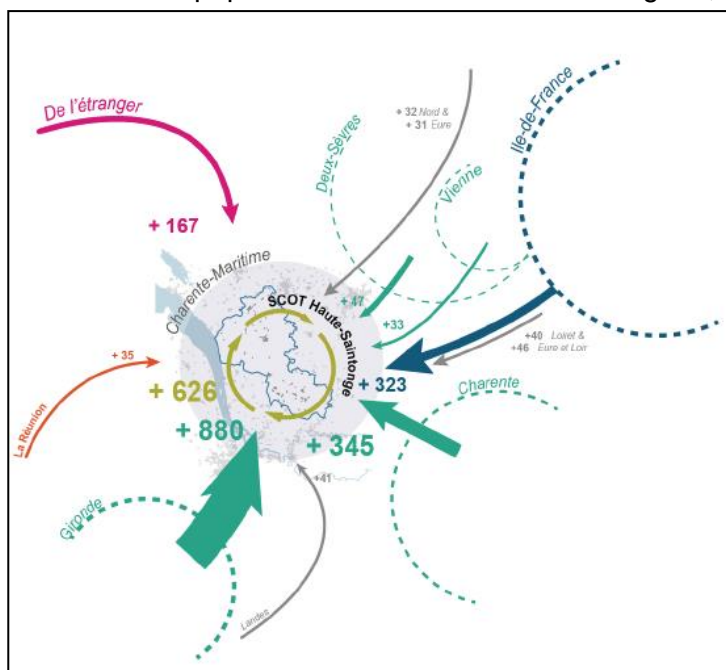 De l'étranger
+ 167
+ 32 Nord &
+ 31 Eure
Deux-Sèvres
Vienne
Ile-de-France
Charente-Maritime
SCOT Haute-Saintonge
+ 47
+33
+40 Loiret &
+46 Eure et Loir
+ 35
La Réunion
+ 626
+ 323
Charente
+ 880
+ 345
+41
Gironde
Landes